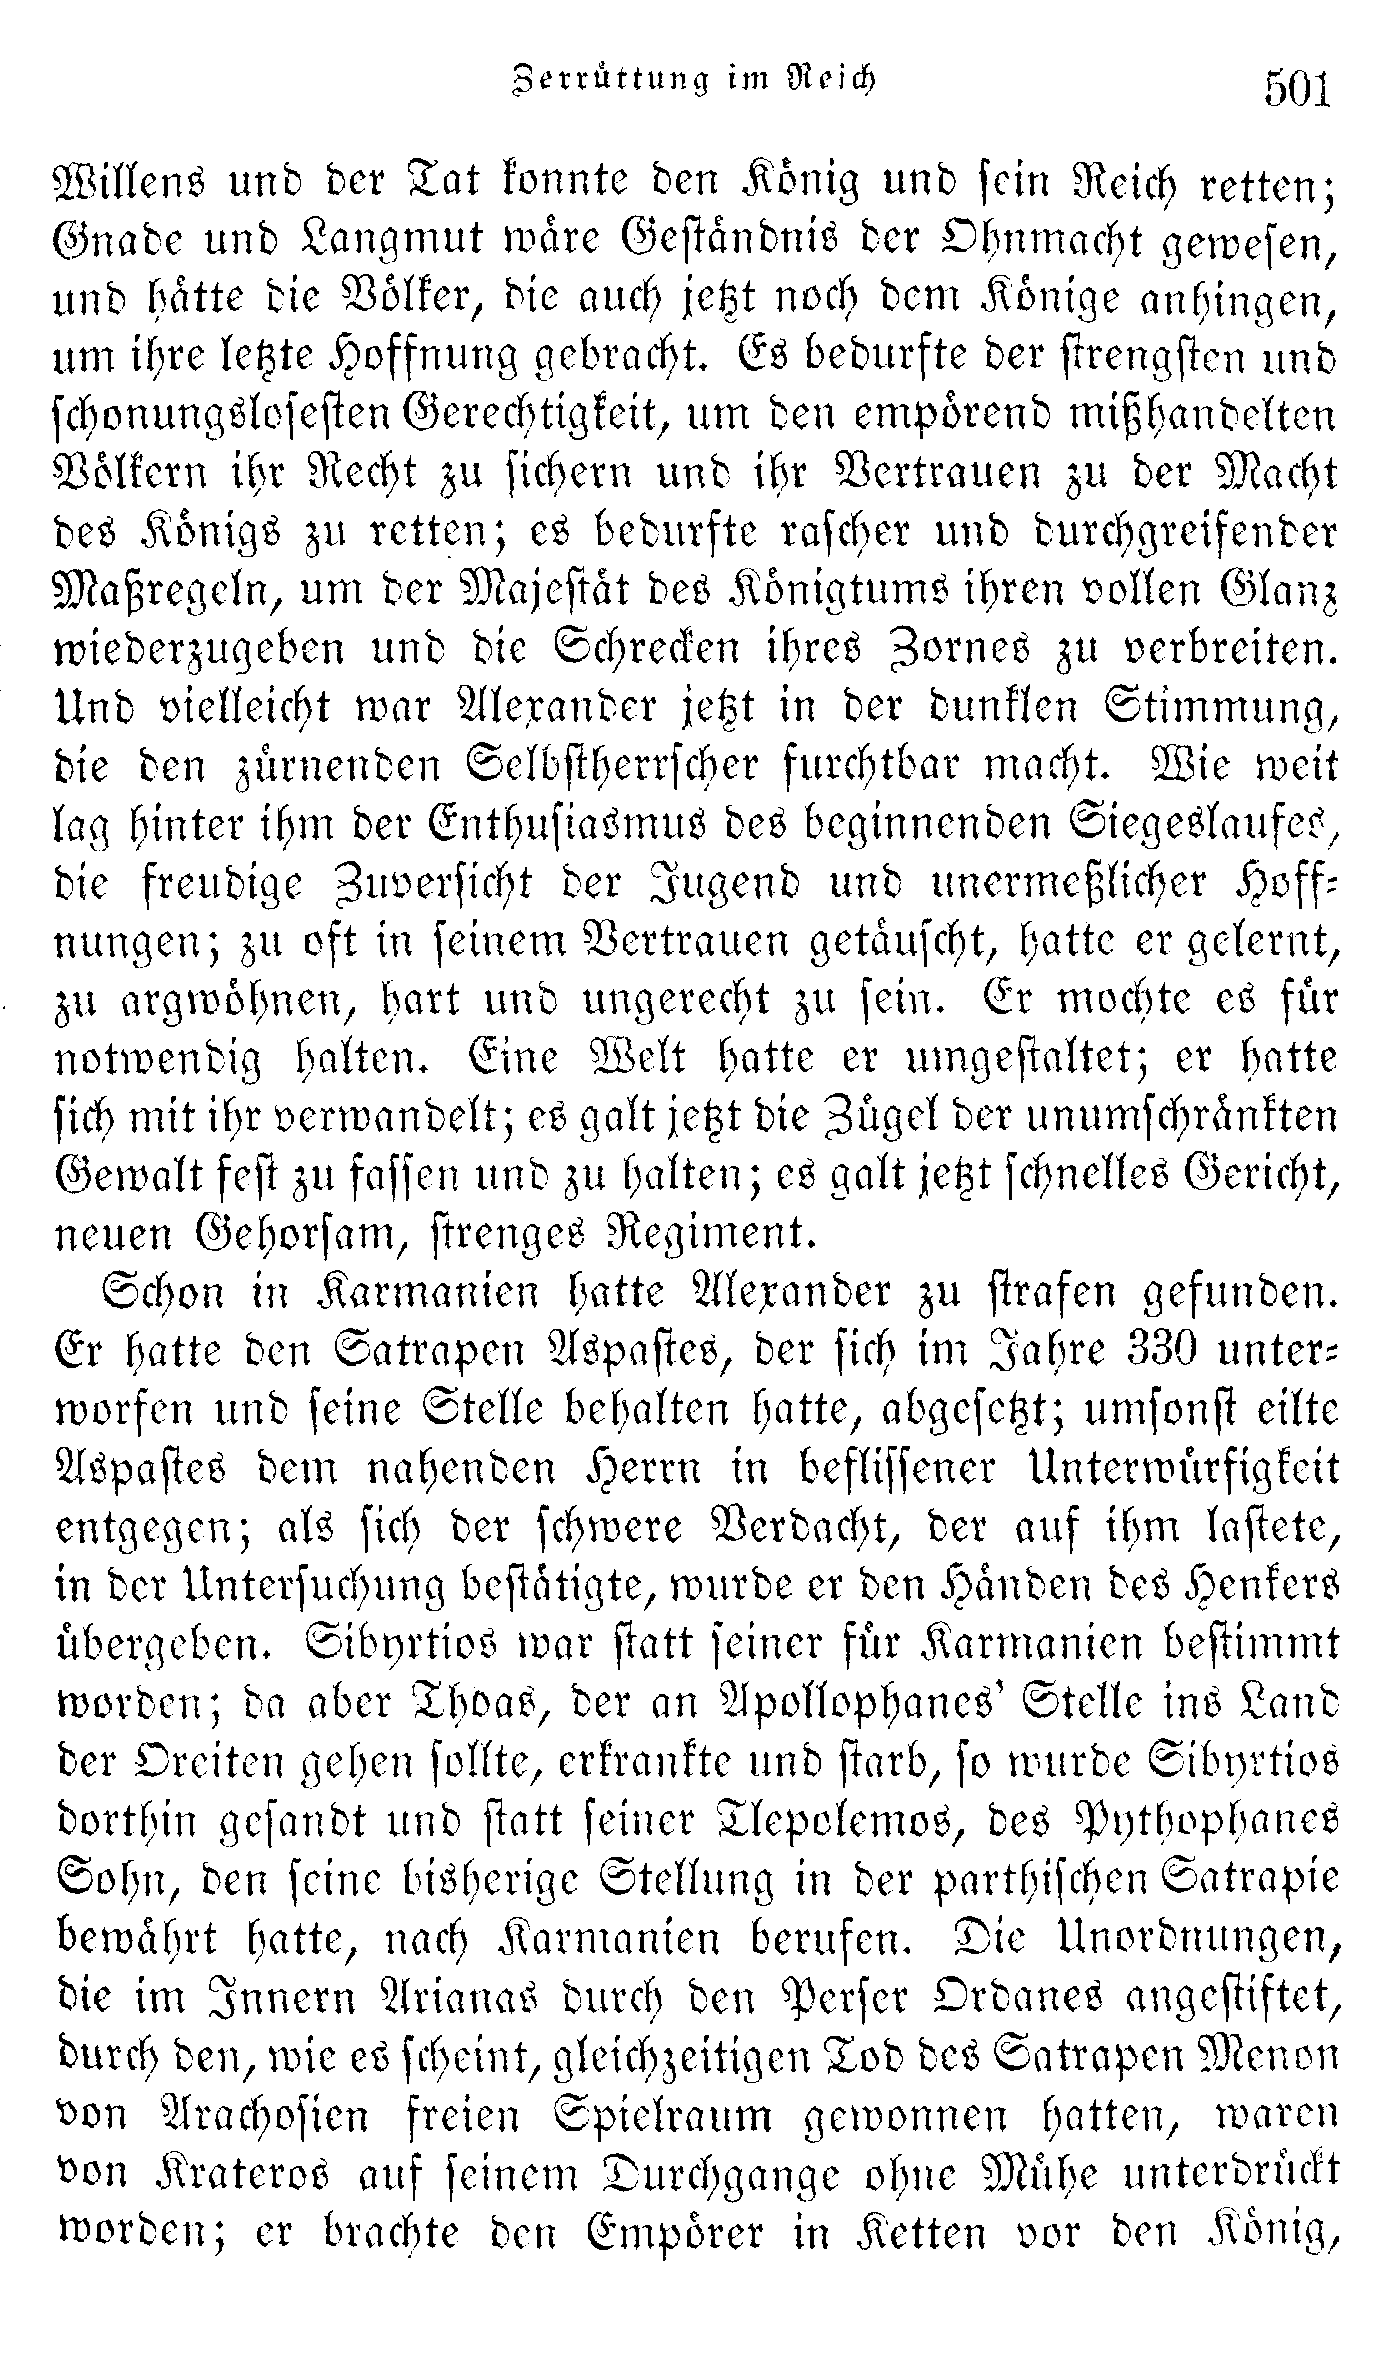 Zerrüttung im Reich
501
Willens und der Tat konnte den König und sein Reich retten;
Gnade und Langmut wäre Geständnis der Ohnmacht gewesen,
und hätte die Völker, die auch jetzt noch dem Könige anhingen,
um ihre letzte Hoffnung gebracht. Es bedurfte der strengsten und
schonungslosesten Gerechtigkeit, um den empörend mißhandelten
Völkern ihr Recht zu sichern und ihr Vertrauen zu der Macht
des Königs zu retten; es bedurfte rascher und durchgreifender
Maßregeln, um der Majestät des Königtums ihren vollen Glanz
wiederzugeben und die Schrecken ihres Zornes zu verbreiten.
Und vielleicht war Alexander jetzt in der dunklen Stimmung,
die den zürnenden Selbstherrscher furchtbar macht. Wie weit
lag hinter ihm der Enthusiasmus des beginnenden Siegeslaufes,
die freudige Zuversicht der Jugend und unermeßlicher Hoff-
nungen; zu oft in seinem Vertrauen getäuscht, hatte er gelernt,
zu argwöhnen, hart und ungerecht zu sein. Er mochte es für
notwendig halten. Eine Welt hatte er umgestaltet; er hatte
sich mit ihr verwandelt; es galt jetzt die Zügel der unumschränkten
Gewalt fest zu fassen und zu halten; es galt jetzt schnelles Gericht,
neuen Gehorsam, strenges Regiment.
Schon in Karmanien hatte Alexander zu strafen gefunden.
Er hatte den Satrapen Aspastes, der sich im Jahre 330 unter-
worfen und seine Stelle behalten hatte, abgesetzt; umsonst eilte
Aspastes dem nahenden Herrn in beflissener Unterwürfigkeit
entgegen; als sich der schwere Verdacht, der auf ihm lastete,
in der Untersuchung bestätigte, wurde er den Händen des Henkers
übergeben. Sibyrtios war statt seiner für Karmanien bestimmt
worden; da aber Thoas, der an Apollophanes' Stelle ins Land
der Oreiten gehen sollte, erkrankte und starb, so wurde Sibyrtios
dorthin gesandt und statt seiner Tlepolemos, des Pythophanes
Sohn, den seine bisherige Stellung in der parthischen Satrapie
bewährt hatte, nach Karmanien berufen. Die Unordnungen,
die im Innern Arianas durch den Perser Ordanes angestiftet,
durch den, wie es scheint, gleichzeitigen Tod des Satrapen Menon
von Arachosien freien Spielraum gewonnen hatten, waren
von Krateros auf seinem Durchgange ohne Mühe unterdrückt
worden; er brachte den Empörer in Ketten vor den König,